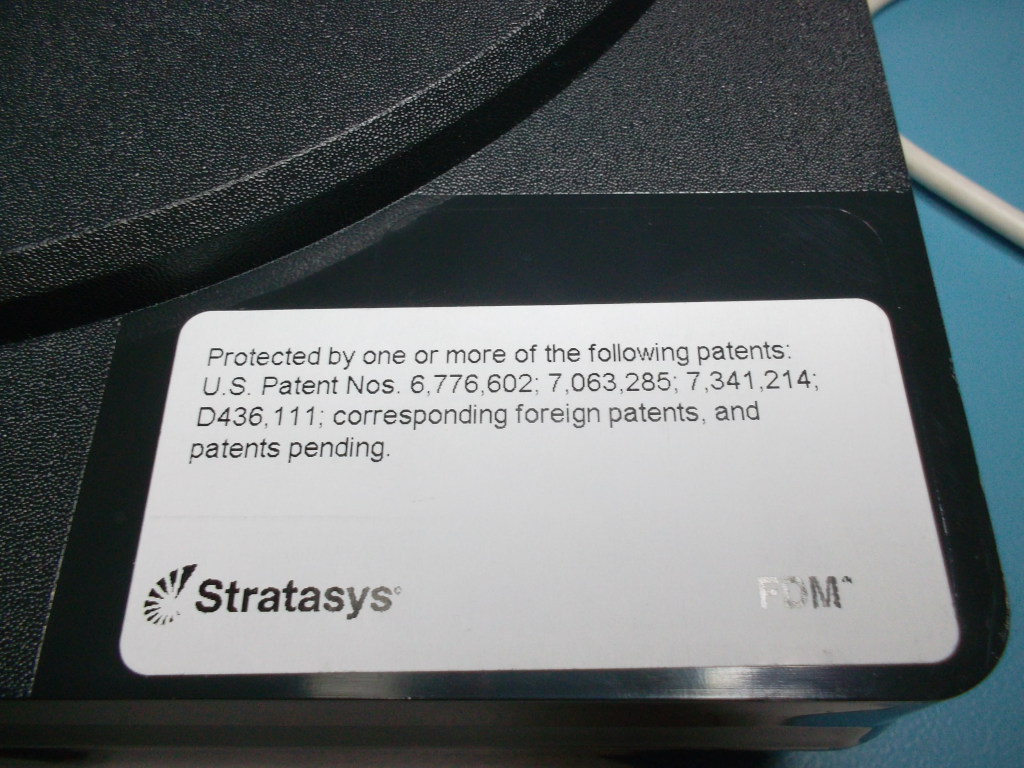 Protected by one or more of the following patents:
U.S. Patent Nos. 6,776,602; 7,063,285; 7,341,214;
D436,111; corresponding foreign patents, and
patents pending.
Stratasys®
FDM™